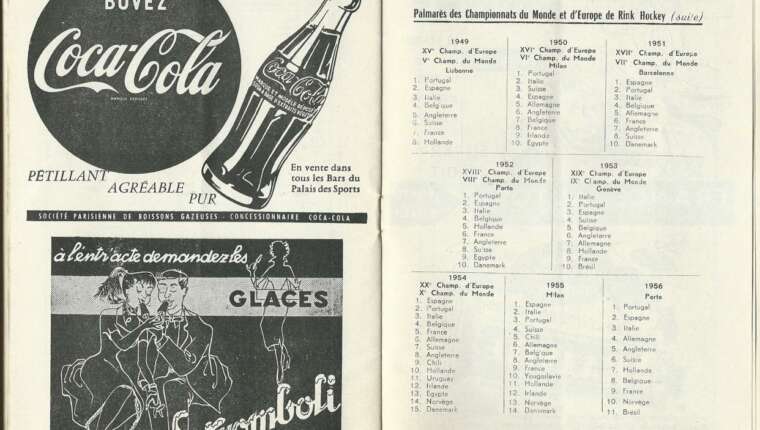 BUVEZ
Coca-Cola
MARQUE DÉPOSÉE
Coca-Cola
En vente dans
tous les Bars du
Palais des Sports
PÉTILLANT
AGRÉABLE
PUR
SOCIÉTÉ PARISIENNE DE BOISSONS GAZEUSES - CONCESSIONNAIRE COCA-COLA
à l'entr'acte demandez les
GLACES
Stromboli
Palmarès des Championnats du Monde et d'Europe de Rink Hockey (suite)
1949
XVe Champ. d'Europe
Ve Champ. du Monde
Lisbonne
1. Portugal
2. Espagne
3. Italie
4. Belgique
5. Angleterre
6. Suisse
7. France
8. Hollande
1950
XVIe Champ. d'Europe
VIe Champ. du Monde
Milan
1. Portugal
2. Italie
3. Suisse
4. Espagne
5. Allemagne
6. Angleterre
7. Belgique
8. France
9. Irlande
10. Egypte
1951
XVIIe Champ. d'Europe
VIIe Champ. du Monde
Barcelonne
1. Espagne
2. Portugal
3. Italie
4. Belgique
5. Allemagne
6. France
7. Angleterre
8. Suisse
9. Hollande
10. Danemark
1952
XVIIIe Champ. d'Europe
VIIIe Champ. du Monde
Porto
1. Portugal
2. Espagne
3. Italie
4. Belgique
5. Hollande
6. France
7. Angleterre
8. Suisse
9. Egypte
10. Danemark
1953
XIXe Champ. d'Europe
IXe Champ. du Monde
Genève
1. Italie
2. Portugal
3. Espagne
4. Suisse
5. Belgique
6. Angleterre
7. Allemagne
8. Hollande
9. France
10. Brésil
1954
XXe Champ. d'Europe
Xe Champ. du Monde
1. Espagne
2. Portugal
3. Italie
4. Belgique
5. France
6. Allemagne
7. Suisse
8. Angleterre
9. Chili
10. Hollande
11. Uruguay
12. Irlande
13. Egypte
14. Norvège
15. Danemark
1955
Milan
1. Espagne
2. Italie
3. Portugal
4. Suisse
5. Chili
6. Allemagne
7. Belgique
8. Angleterre
9. France
10. Yougoslavie
11. Hollande
12. Irlande
13. Norvège
14. Danemark
1956
Porto
1. Portugal
2. Espagne
3. Italie
4. Allemagne
5. Angleterre
6. Suisse
7. Hollande
8. Belgique
9. France
10. Norvège
11. Brésil